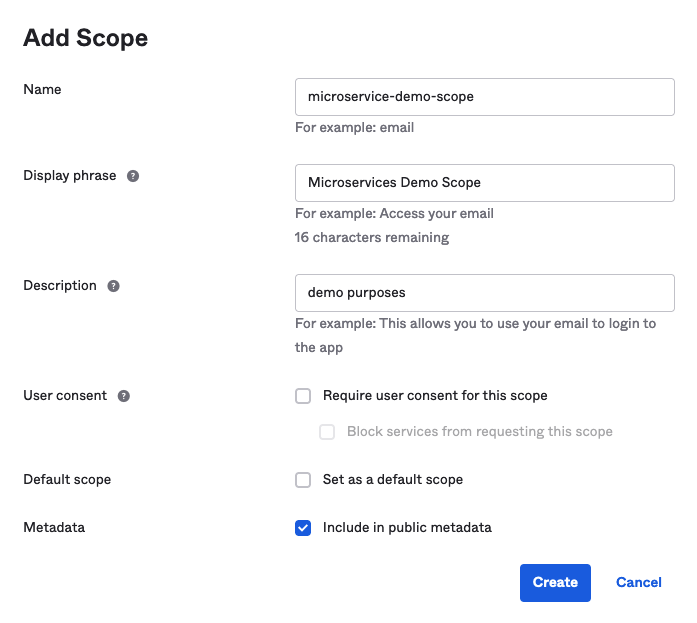 Add Scope
Name
microservice-demo-scope
For example: email
Display phrase ?
Microservices Demo Scope
For example: Access your email
16 characters remaining
Description ?
demo purposes
For example: This allows you to use your email to login to
the app
User consent ?
Require user consent for this scope
Block services from requesting this scope
Default scope
Set as a default scope
Metadata
Include in public metadata
Create
Cancel